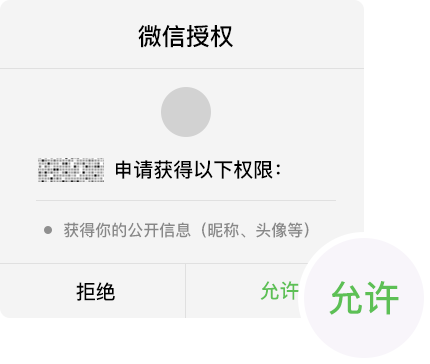 微信授权
申请获得以下权限：
获得你的公开信息（昵称、头像等）
拒绝
允许
允许